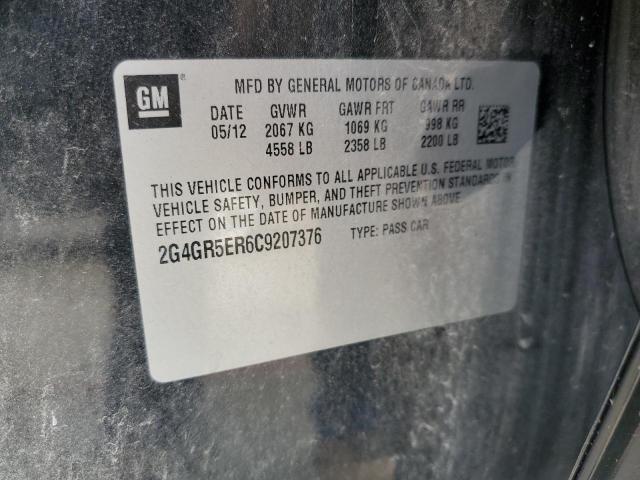 GM
MFD BY GENERAL MOTORS OF CANADA LTD.
DATE GVWR GAWR FRT GAWR RR
05/12 2067 KG 1069 KG 998 KG
4558 LB 2358 LB 2200 LB
THIS VEHICLE CONFORMS TO ALL APPLICABLE U.S. FEDERAL MOTOR
VEHICLE SAFETY, BUMPER, AND THEFT PREVENTION STANDARDS IN
EFFECT ON THE DATE OF MANUFACTURE SHOWN ABOVE
2G4GR5ER6C9207376 TYPE: PASS CAR